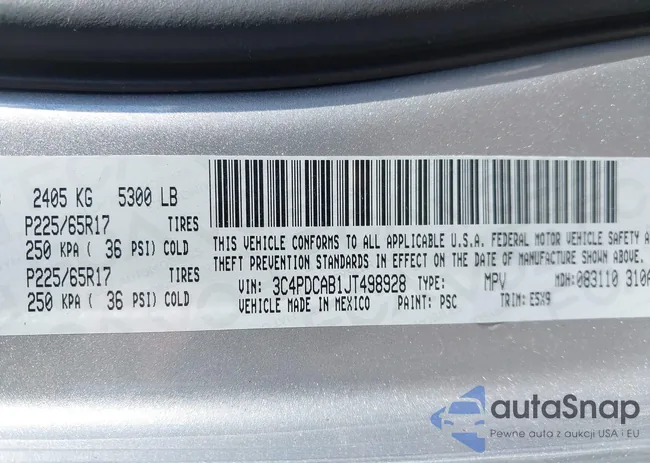 2405 KG 5300 LB
P225/65R17 TIRES
250 KPA ( 36 PSI) COLD
P225/65R17 TIRES
250 KPA ( 36 PSI) COLD
THIS VEHICLE CONFORMS TO ALL APPLICABLE U.S.A. FEDERAL MOTOR VEHICLE SAFETY A
THEFT PREVENTION STANDARDS IN EFFECT ON THE DATE OF MANUFACTURE SHOWN ABOVE.
VIN: 3C4PDCAB1JT498928 TYPE: MPV MDH: 083110 310A
VEHICLE MADE IN MEXICO PAINT: PSC TRIM: E5X9
autaSnap
Pewne auta z aukcji USA i EU